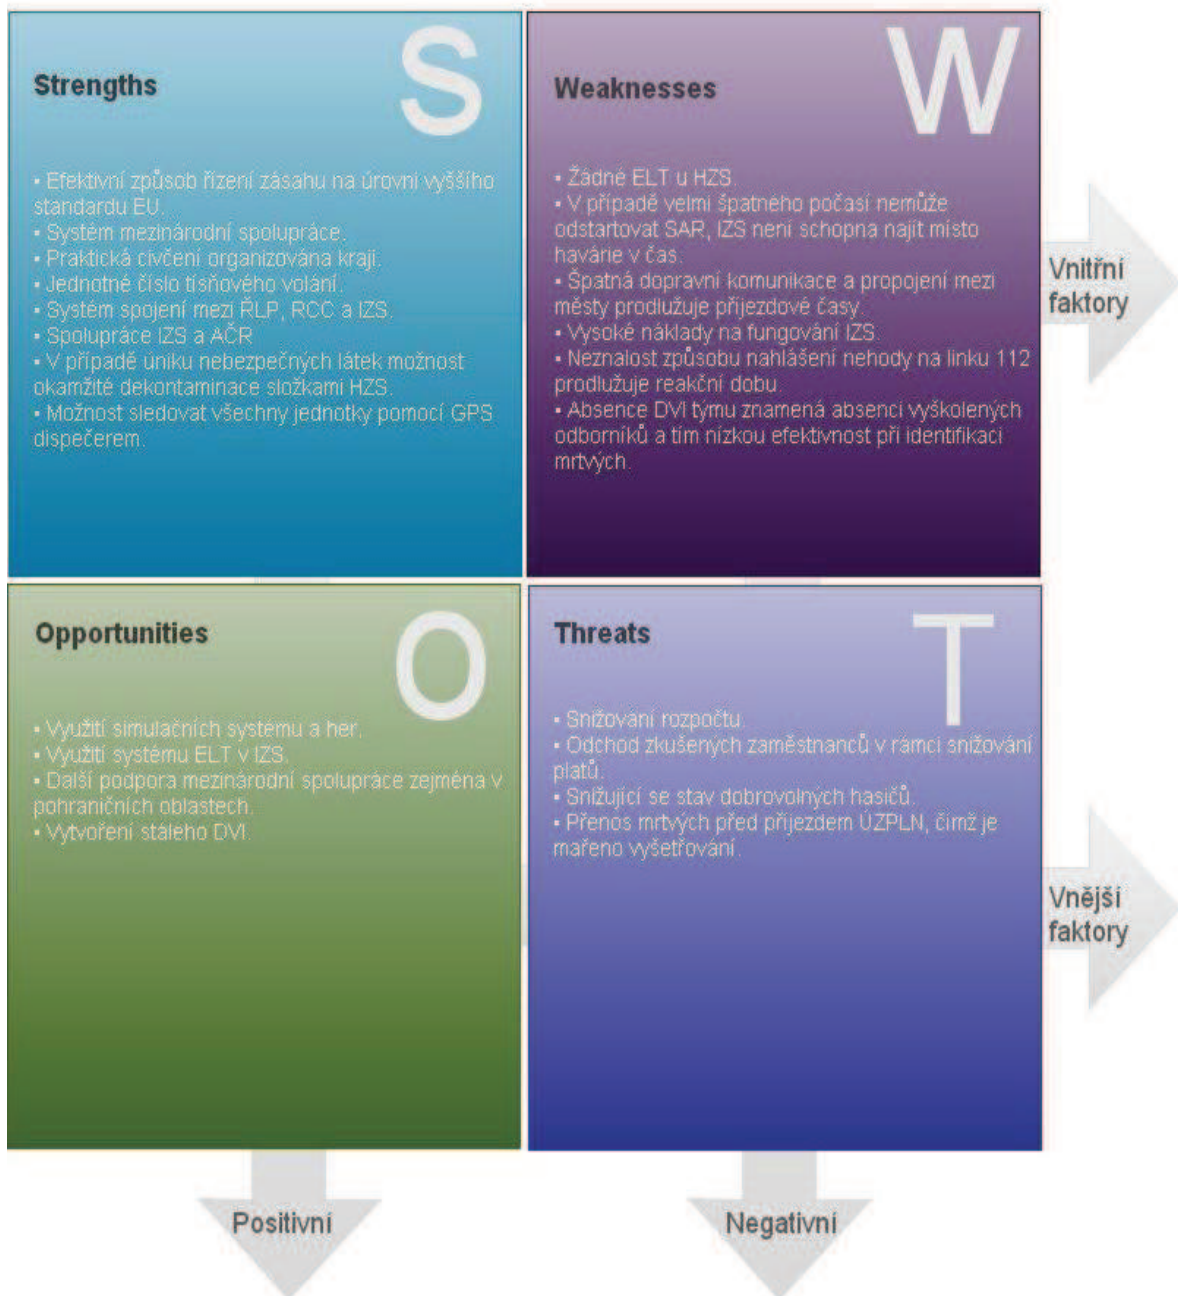 S
Strengths
▪ Efektivní způsob řízení zásahu na úrovni vyššího
standardu EU.
▪ Systém mezinárodní spolupráce.
▪ Praktická civčení organizována kraji.
▪ Jednotné číslo tísňového volání.
▪ Systém spojení mezi ŘLP, RCC a IZS.
▪ Spolupráce IZS a AČR
▪ V případě úniku nebezpečných látek možnost
okamžité dekontaminace složkami HZS.
▪ Možnost sledovat všechny jednotky pomocí GPS
dispečerem.
W
Weaknesses
▪ Žádné ELT u HZS.
▪ V případě velmi špatného počasí nemůže
odstartovat SAR, IZS není schopna najít místo
havárie v čas.
▪ Špatná dopravní komunikace a propojení mezi
městy prodlužuje příjezdové časy.
▪ Vysoké náklady na fungování IZS.
▪ Neznalost způsobu nahlášení nehody na linku 112
prodlužuje reakční dobu.
▪ Absence DVI týmu znamená absenci vyškolených
odborníků a tím nízkou efektivnost při identifikaci
mrtvých.
Vnitřní
faktory
O
Opportunities
▪ Využití simulačních systému a her.
▪ Využití systému ELT v IZS.
▪ Další podpora mezinárodní spolupráce zejména v
pohraničních oblastech.
▪ Vytvoření stáleho DVI.
T
Threats
▪ Snižovaní rozpočtu.
▪ Odchod zkušených zaměstnanců v rámci snižování
platů.
▪ Snižující se stav dobrovolných hasičů.
▪ Přenos mrtvých před příjezdem ÚZPLN, čimž je
mařeno vyšetřování.
Vnější
faktory
Positivní
Negativní